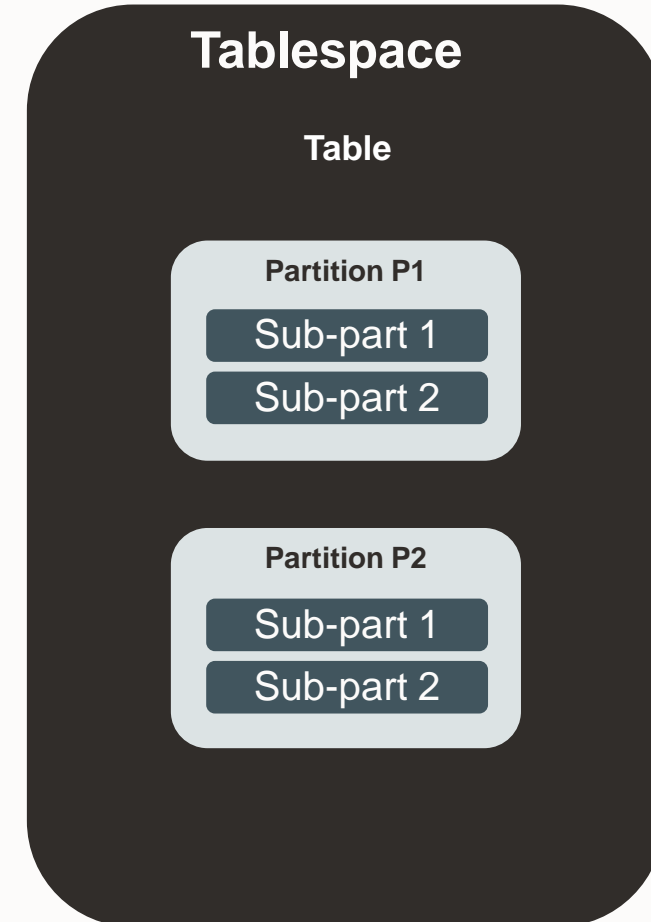 Tablespace
Table
Partition P1
Sub-part 1
Sub-part 2
Partition P2
Sub-part 1
Sub-part 2